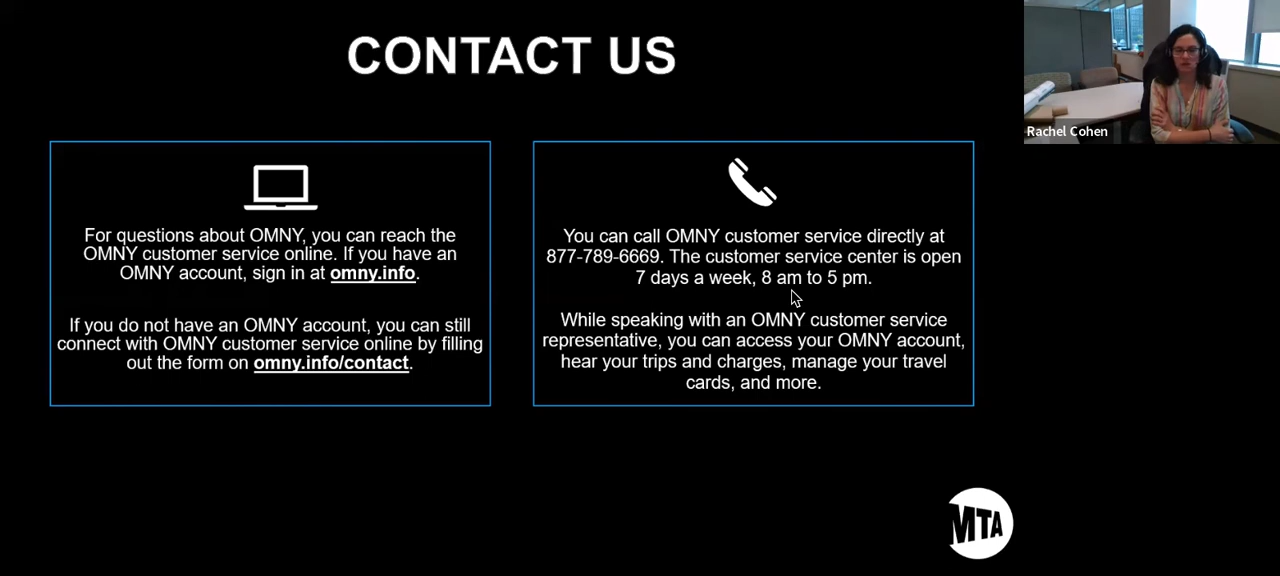 CONTACT US
For questions about OMNY, you can reach the
OMNY customer service online. If you have an
OMNY account, sign in at omny.info.
If you do not have an OMNY account, you can still
connect with OMNY customer service online by filling
out the form on omny.info/contact.
You can call OMNY customer service directly at
877-789-6669. The customer service center is open
7 days a week, 8 am to 5 pm.
While speaking with an OMNY customer service
representative, you can access your OMNY account,
hear your trips and charges, manage your travel
cards, and more.
Rachel Cohen
MTA